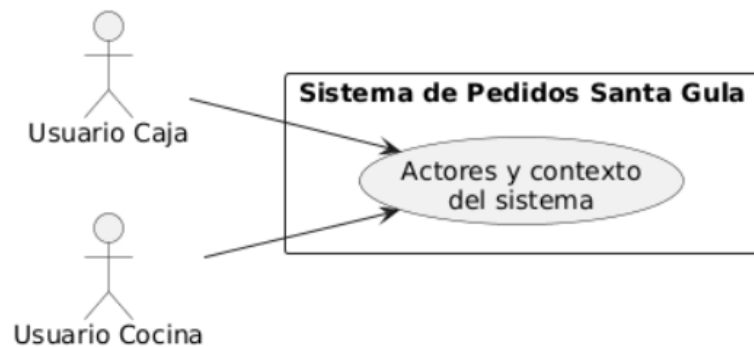 Sistema de Pedidos Santa Gula
Usuario Caja
Actores y contexto
del sistema
Usuario Cocina